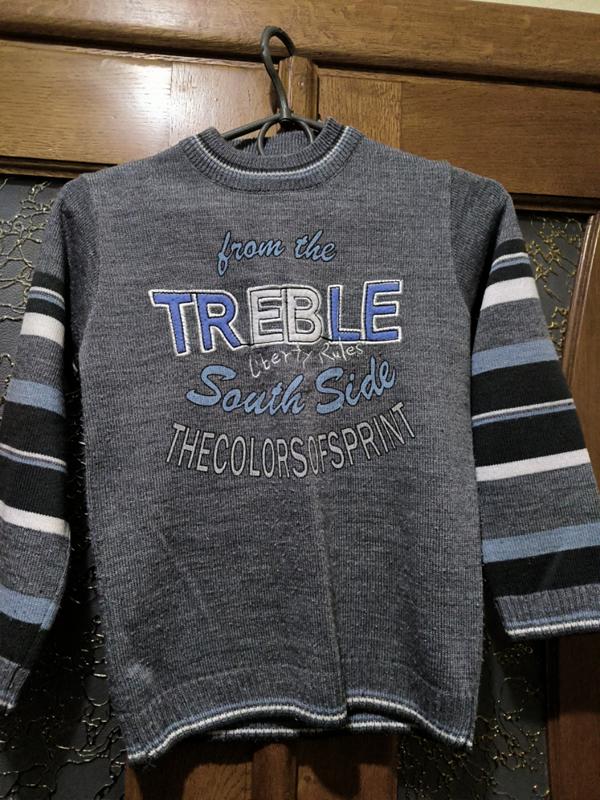 from the
TREBLE
Liberty Rules
South Side
THECOLORSOFSPRINT